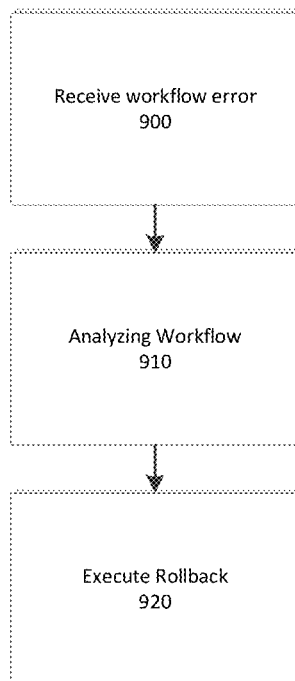 Receive workflow error
900
Analyzing Workflow
910
Execute Rollback
920